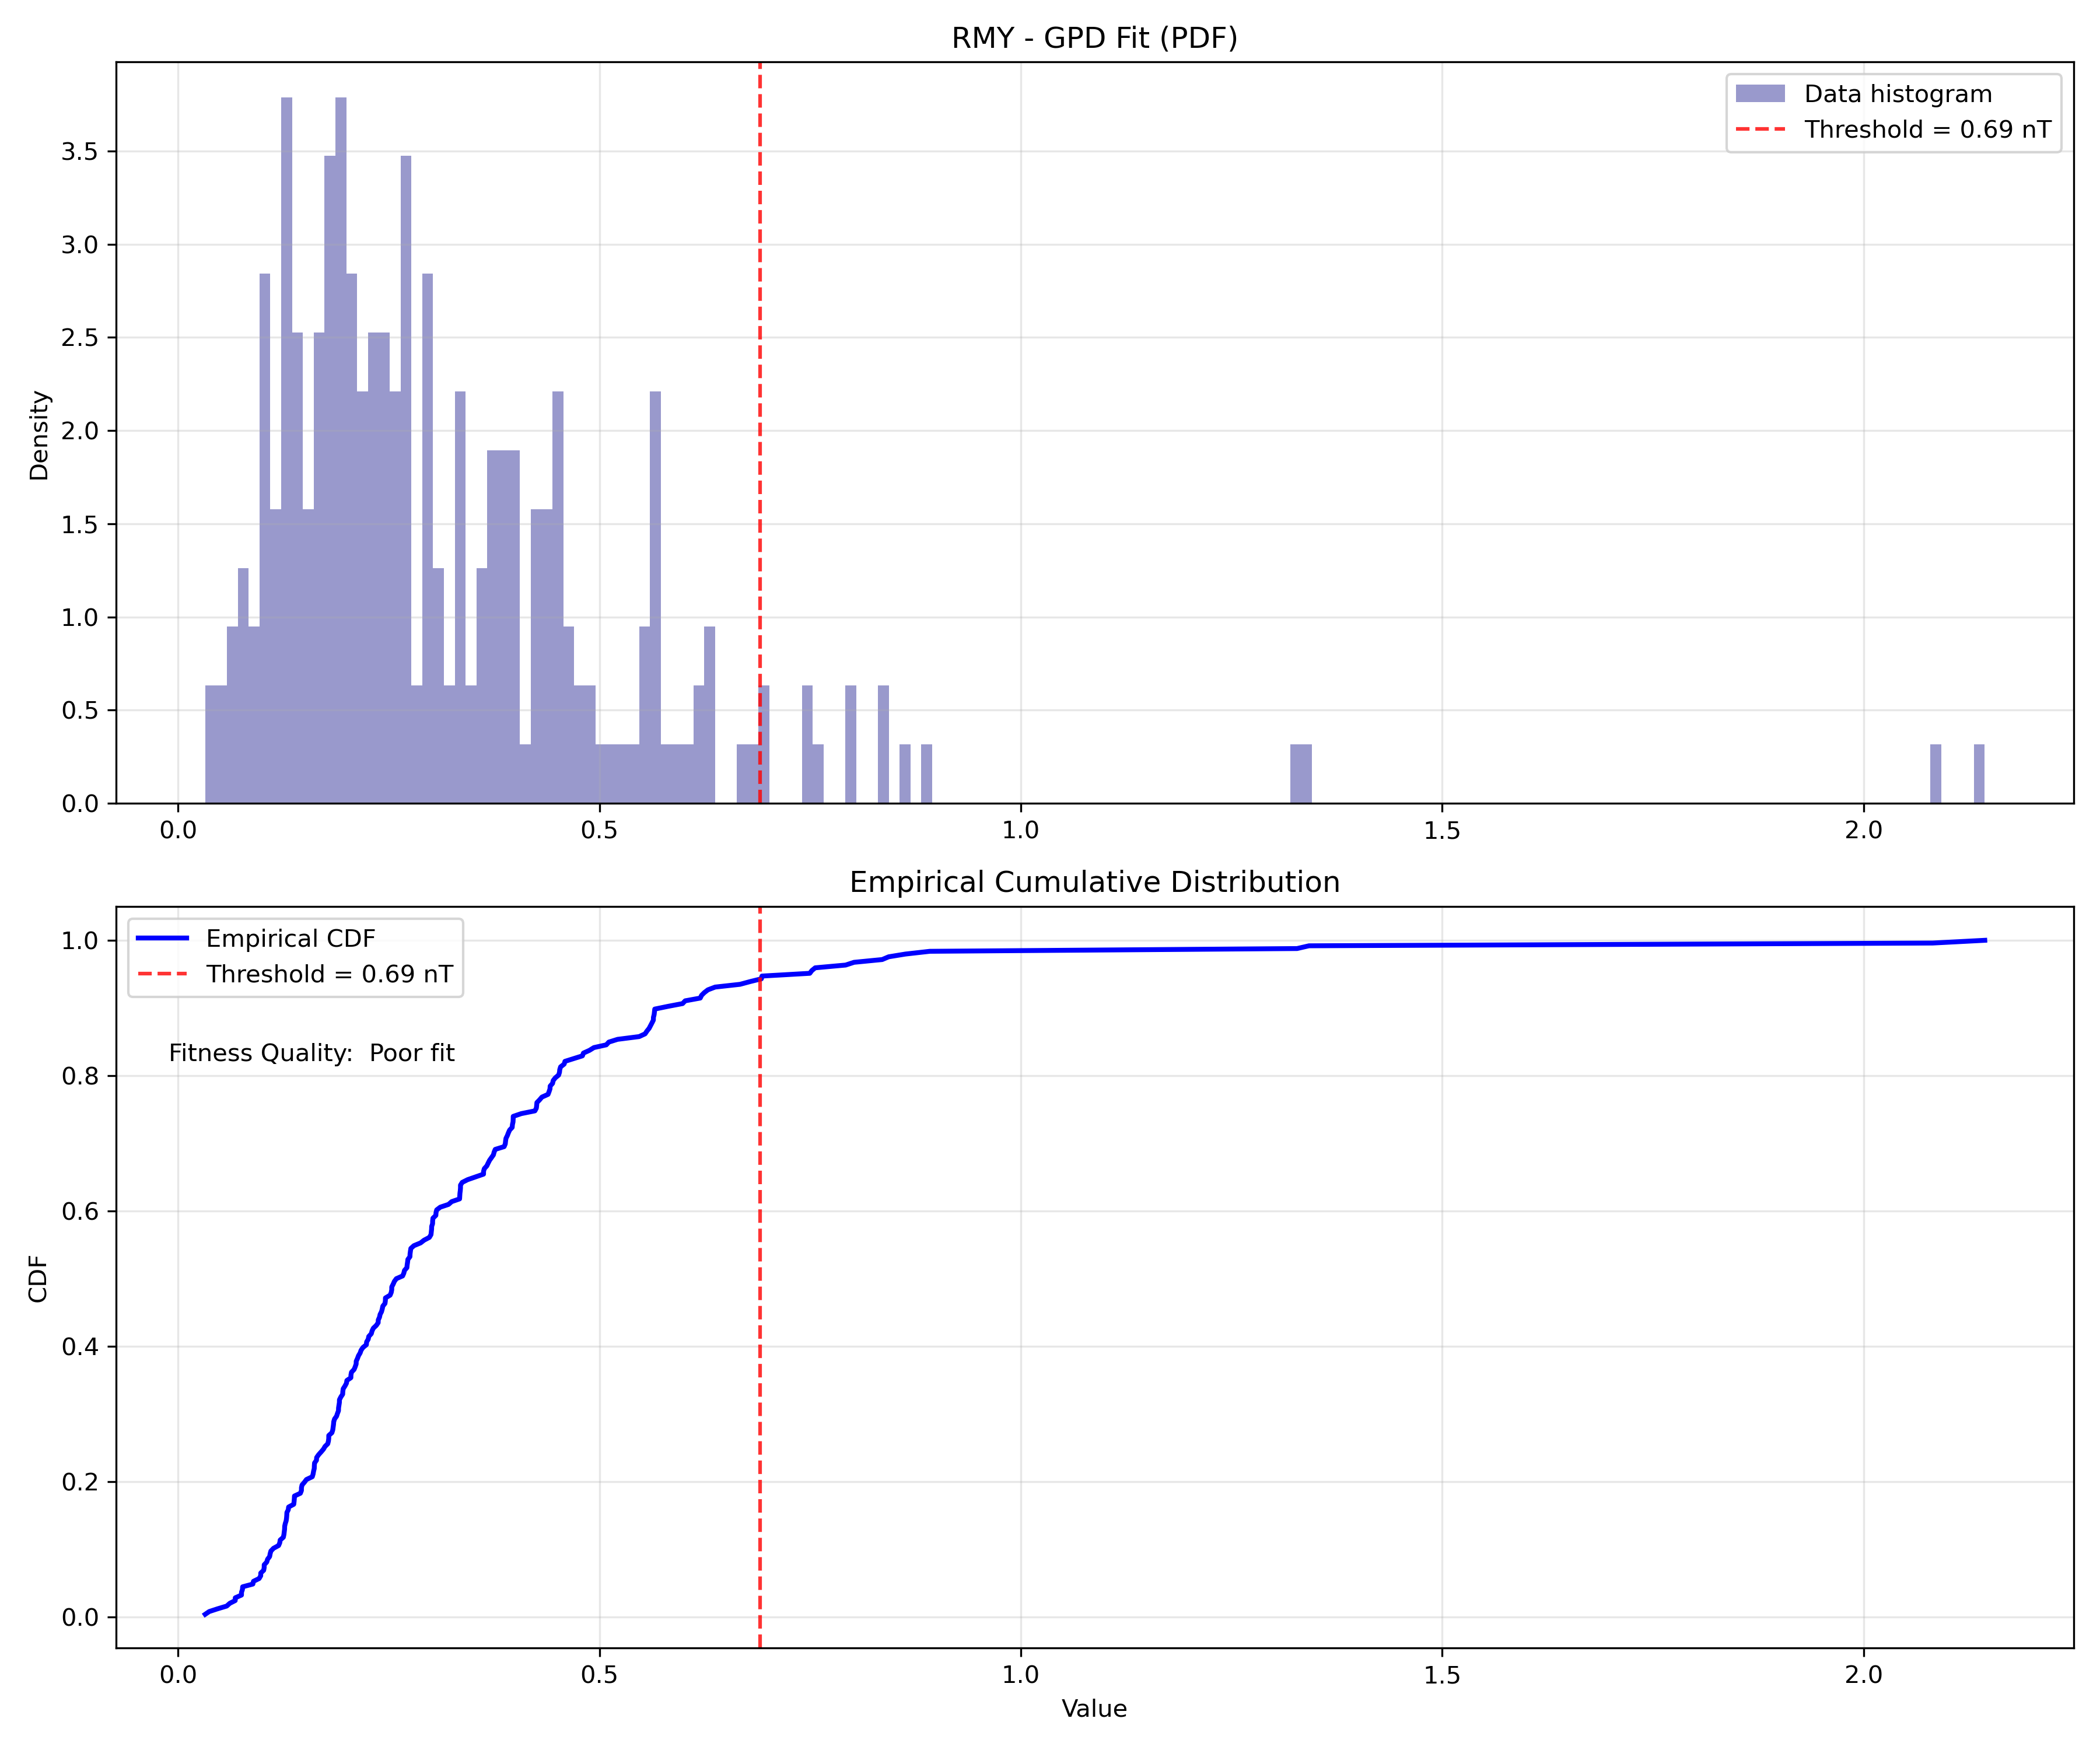 RMY - GPD Fit (PDF)
Data histogram
Threshold = 0.69 nT
Density
3.5
3.0
2.5
2.0
1.5
1.0
0.5
0.0
0.0 0.5 1.0 1.5 2.0
Empirical Cumulative Distribution
Empirical CDF
Threshold = 0.69 nT
Fitness Quality:  Poor fit
CDF
1.0
0.8
0.6
0.4
0.2
0.0
0.0 0.5 1.0 1.5 2.0
Value